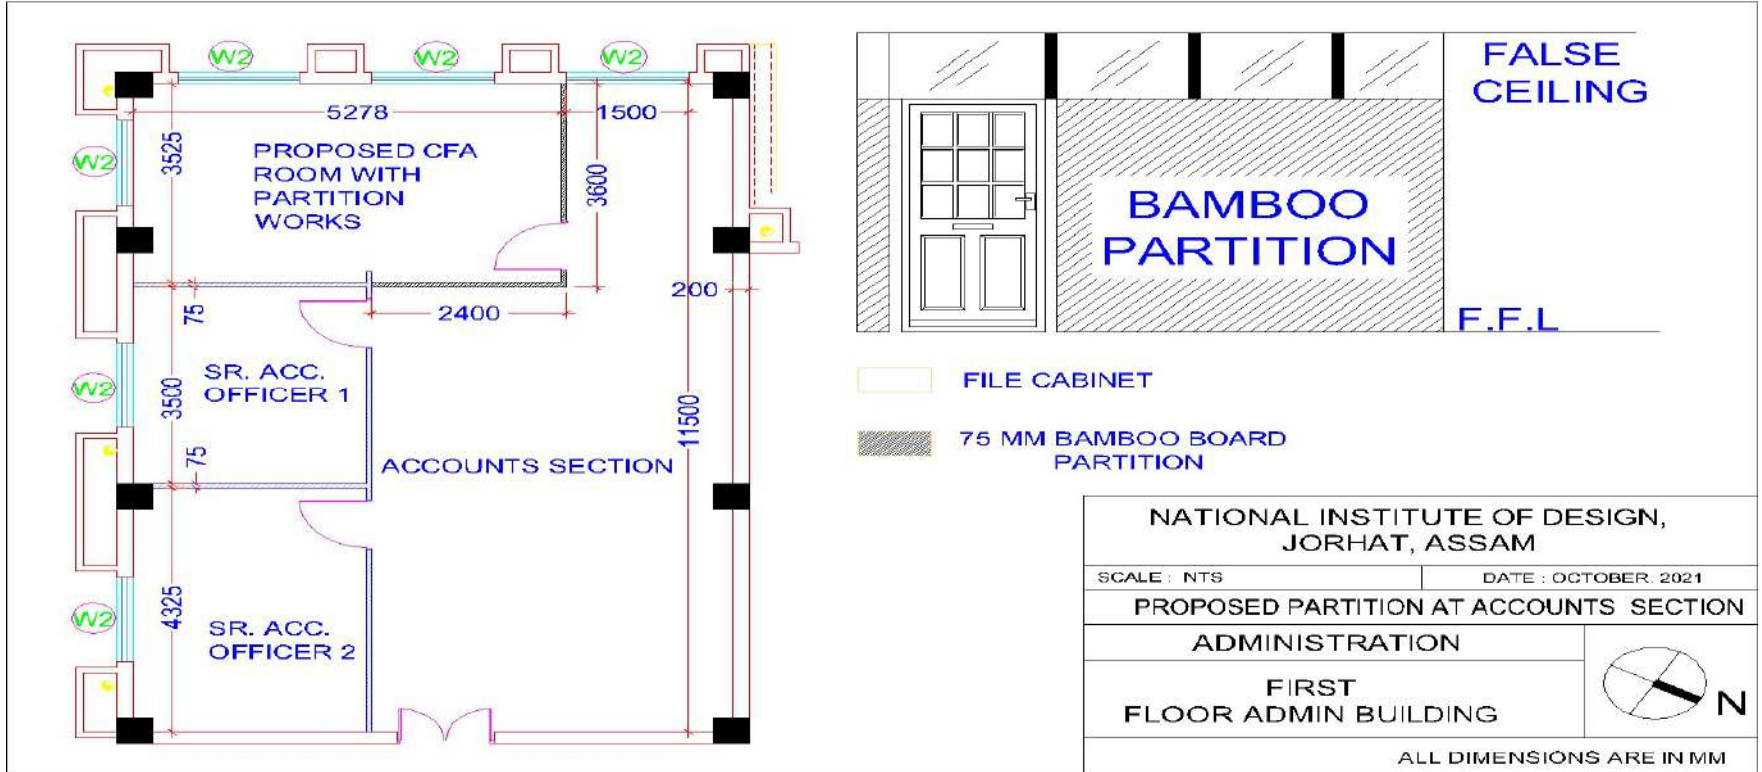 W2
W2
W2
5278
1500
W2
3525
PROPOSED CFA
ROOM WITH
PARTITION
WORKS
3600
200
75
2400
W2
SR. ACC.
OFFICER 1
3500
11500
75
ACCOUNTS SECTION
W2
4325
SR. ACC.
OFFICER 2
FALSE
CEILING
BAMBOO
PARTITION
F.F.L
FILE CABINET
75 MM BAMBOO BOARD
PARTITION
NATIONAL INSTITUTE OF DESIGN,
JORHAT, ASSAM
SCALE : NTS
DATE : OCTOBER. 2021
PROPOSED PARTITION AT ACCOUNTS SECTION
ADMINISTRATION
FIRST
FLOOR ADMIN BUILDING
N
ALL DIMENSIONS ARE IN MM